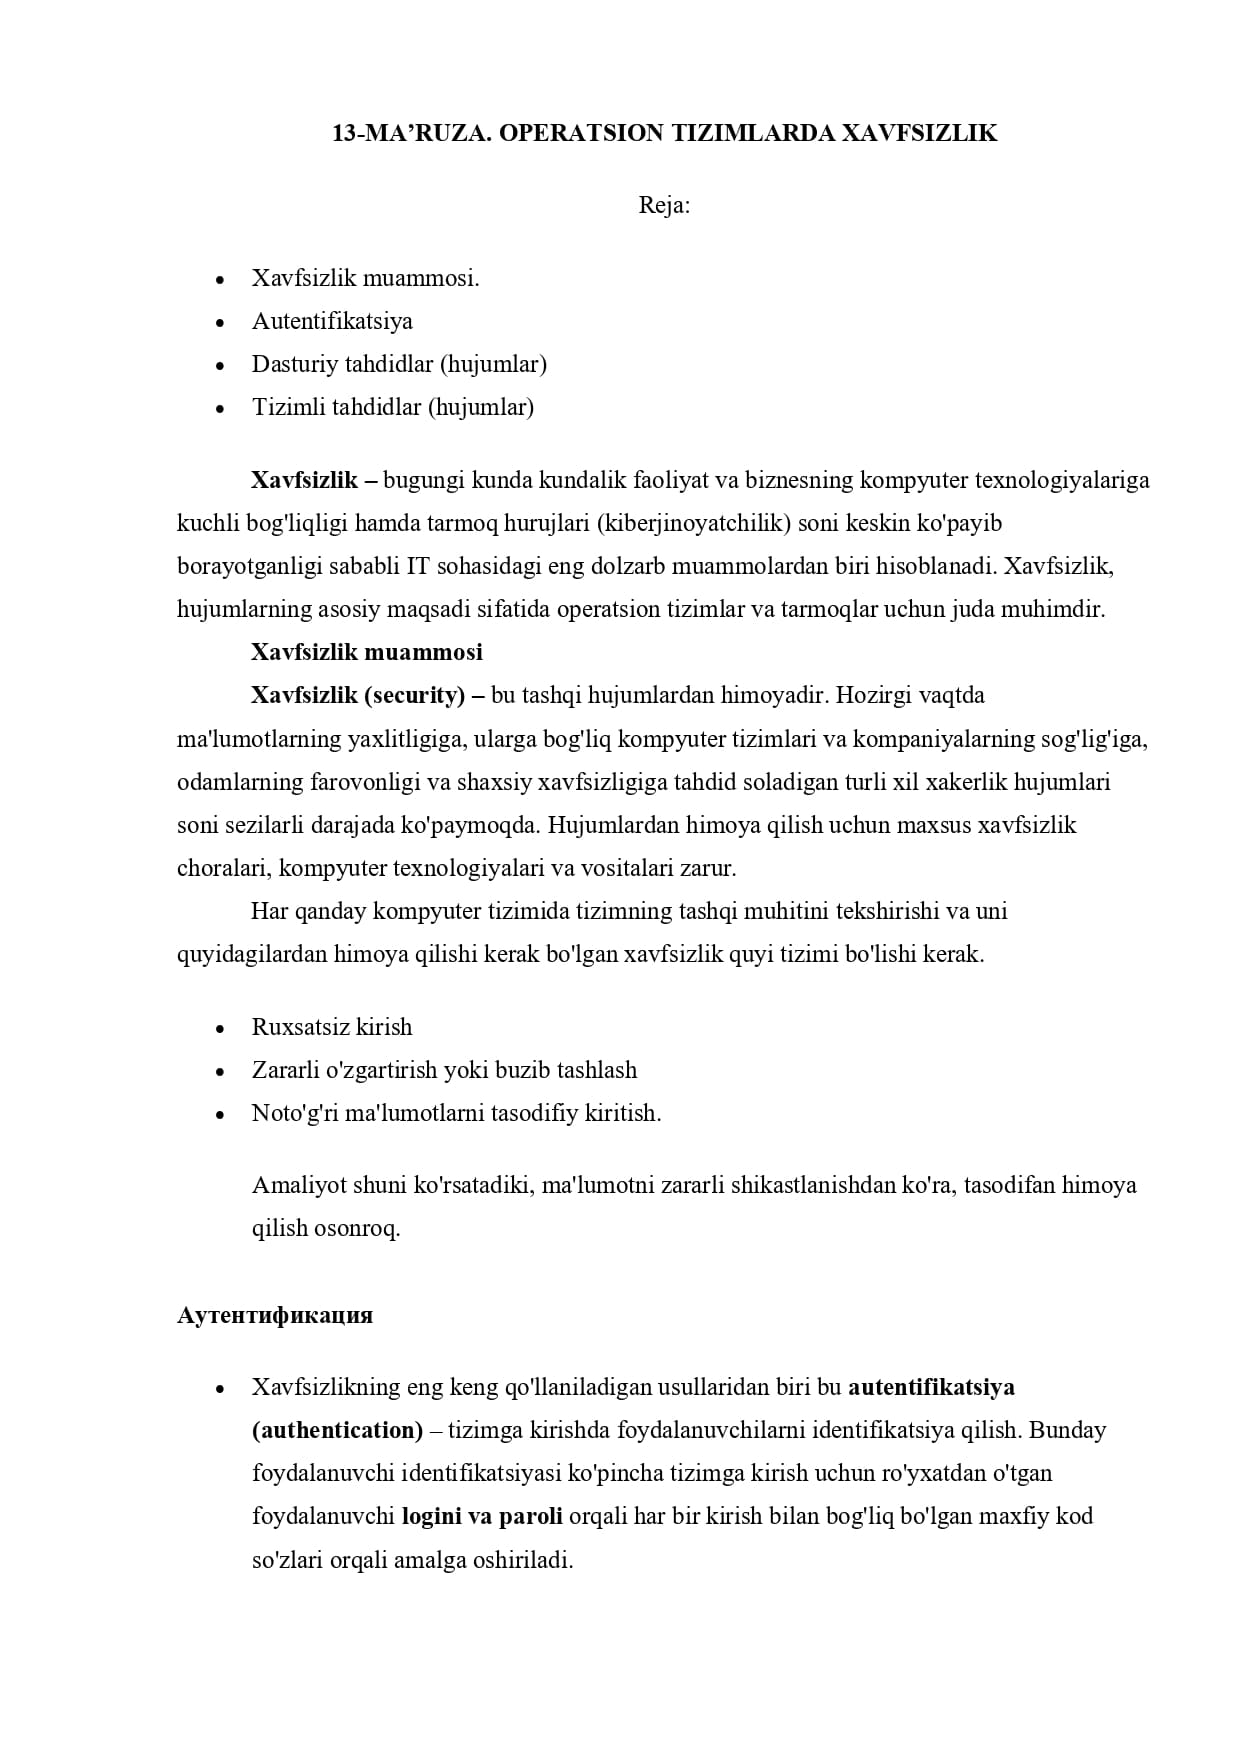 13-MA’RUZA. OPERATSION TIZIMLARDA XAVFSIZLIK
Reja:
• Xavfsizlik muammosi.
• Autentifikatsiya
• Dasturiy tahdidlar (hujumlar)
• Tizimli tahdidlar (hujumlar)
Xavfsizlik – bugungi kunda kundalik faoliyat va biznesning kompyuter texnologiyalariga
kuchli bog'liqligi hamda tarmoq hurujlari (kiberjinoyatchilik) soni keskin ko'payib
borayotganligi sababli IT sohasidagi eng dolzarb muammolardan biri hisoblanadi. Xavfsizlik,
hujumlarning asosiy maqsadi sifatida operatsion tizimlar va tarmoqlar uchun juda muhimdir.
Xavfsizlik muammosi
Xavfsizlik (security) – bu tashqi hujumlardan himoyadir. Hozirgi vaqtda
ma'lumotlarning yaxlitligiga, ularga bog'liq kompyuter tizimlari va kompaniyalarning sog'lig'iga,
odamlarning farovonligi va shaxsiy xavfsizligiga tahdid soladigan turli xil xakerlik hujumlari
soni sezilarli darajada ko'paymoqda. Hujumlardan himoya qilish uchun maxsus xavfsizlik
choralari, kompyuter texnologiyalari va vositalari zarur.
Har qanday kompyuter tizimida tizimning tashqi muhitini tekshirishi va uni
quyidagilardan himoya qilishi kerak bo'lgan xavfsizlik quyi tizimi bo'lishi kerak.
• Ruxsatsiz kirish
• Zararli o'zgartirish yoki buzib tashlash
• Noto'g'ri ma'lumotlarni tasodifiy kiritish.
Amaliyot shuni ko'rsatadiki, ma'lumotni zararli shikastlanishdan ko'ra, tasodifan himoya
qilish osonroq.
Аутентификация
• Xavfsizlikning eng keng qo'llaniladigan usullaridan biri bu autentifikatsiya
(authentication) – tizimga kirishda foydalanuvchilarni identifikatsiya qilish. Bunday
foydalanuvchi identifikatsiyasi ko'pincha tizimga kirish uchun ro'yxatdan o'tgan
foydalanuvchi logini va paroli orqali har bir kirish bilan bog'liq bo'lgan maxfiy kod
so'zlari orqali amalga oshiriladi.